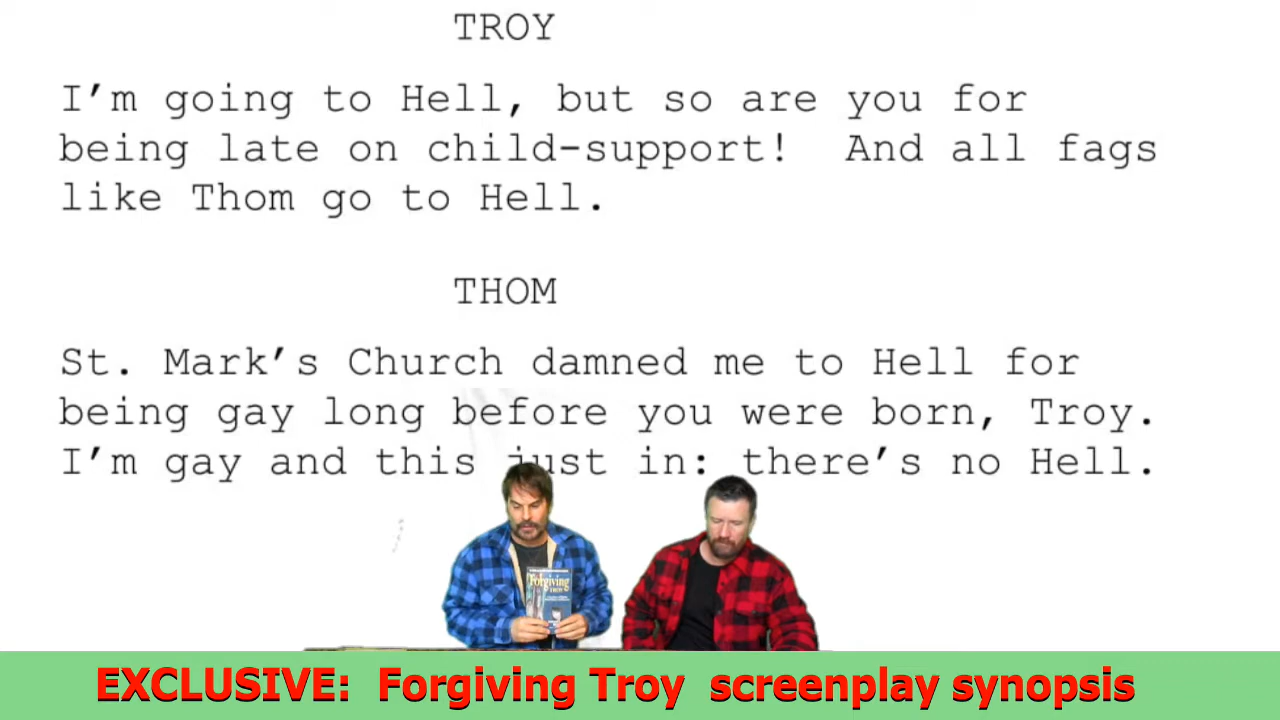 TROY
I'm going to Hell, but so are you for
being late on child-support!  And all fags
like Thom go to Hell.
THOM
St. Mark's Church damned me to Hell for
being gay long before you were born, Troy.
I'm gay and this just in: there's no Hell.
Forgiving
TROY
EXCLUSIVE:  Forgiving Troy  screenplay synopsis